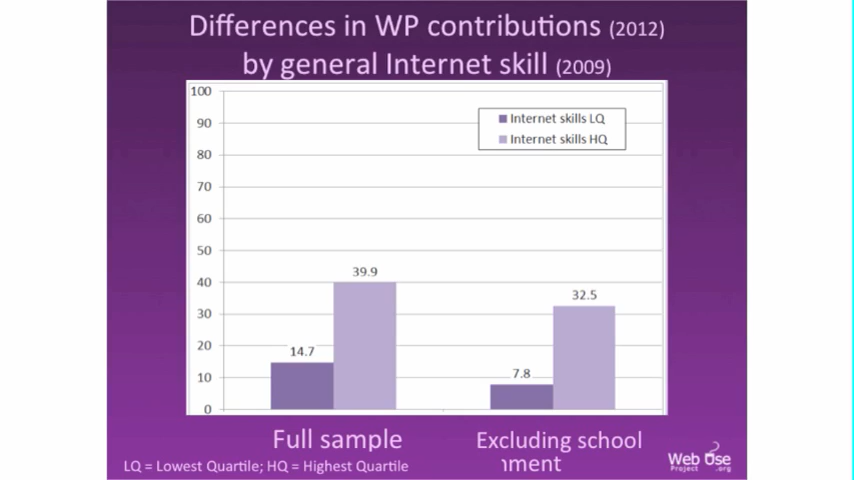 Differences in WP contributions (2012)
by general Internet skill (2009)
100
90
80
70
60
50
40
30
20
10
0
Internet skills LQ
Internet skills HQ
14.7
39.9
7.8
32.5
Full sample
Excluding school
LQ = Lowest Quartile; HQ = Highest Quartile
Web Use
Project .org